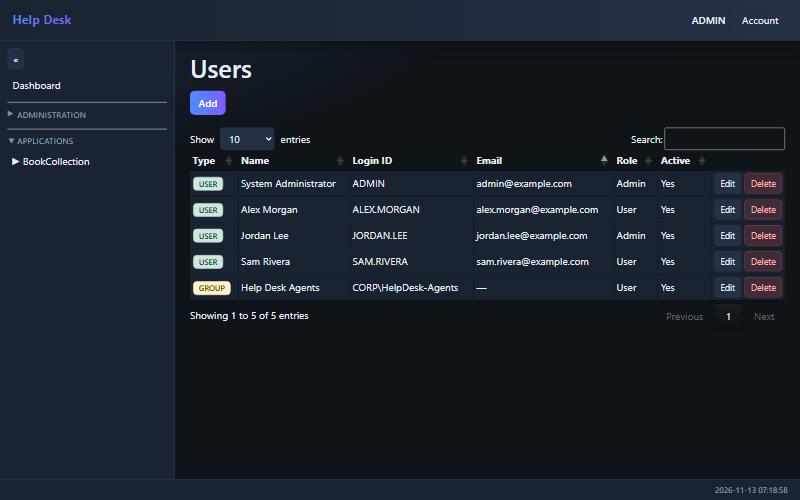 Help Desk
ADMIN Account
«
Dashboard
ADMINISTRATION
APPLICATIONS
BookCollection
Users
Add
Show 10 entries
Search:
Type Name Login ID Email Role Active
USER System Administrator ADMIN admin@example.com Admin Yes Edit Delete
USER Alex Morgan ALEX.MORGAN alex.morgan@example.com User Yes Edit Delete
USER Jordan Lee JORDAN.LEE jordan.lee@example.com Admin Yes Edit Delete
USER Sam Rivera SAM.RIVERA sam.rivera@example.com User Yes Edit Delete
GROUP Help Desk Agents CORP\HelpDesk-Agents — User Yes Edit Delete
Showing 1 to 5 of 5 entries
Previous 1 Next
2026-11-13 07:18:58